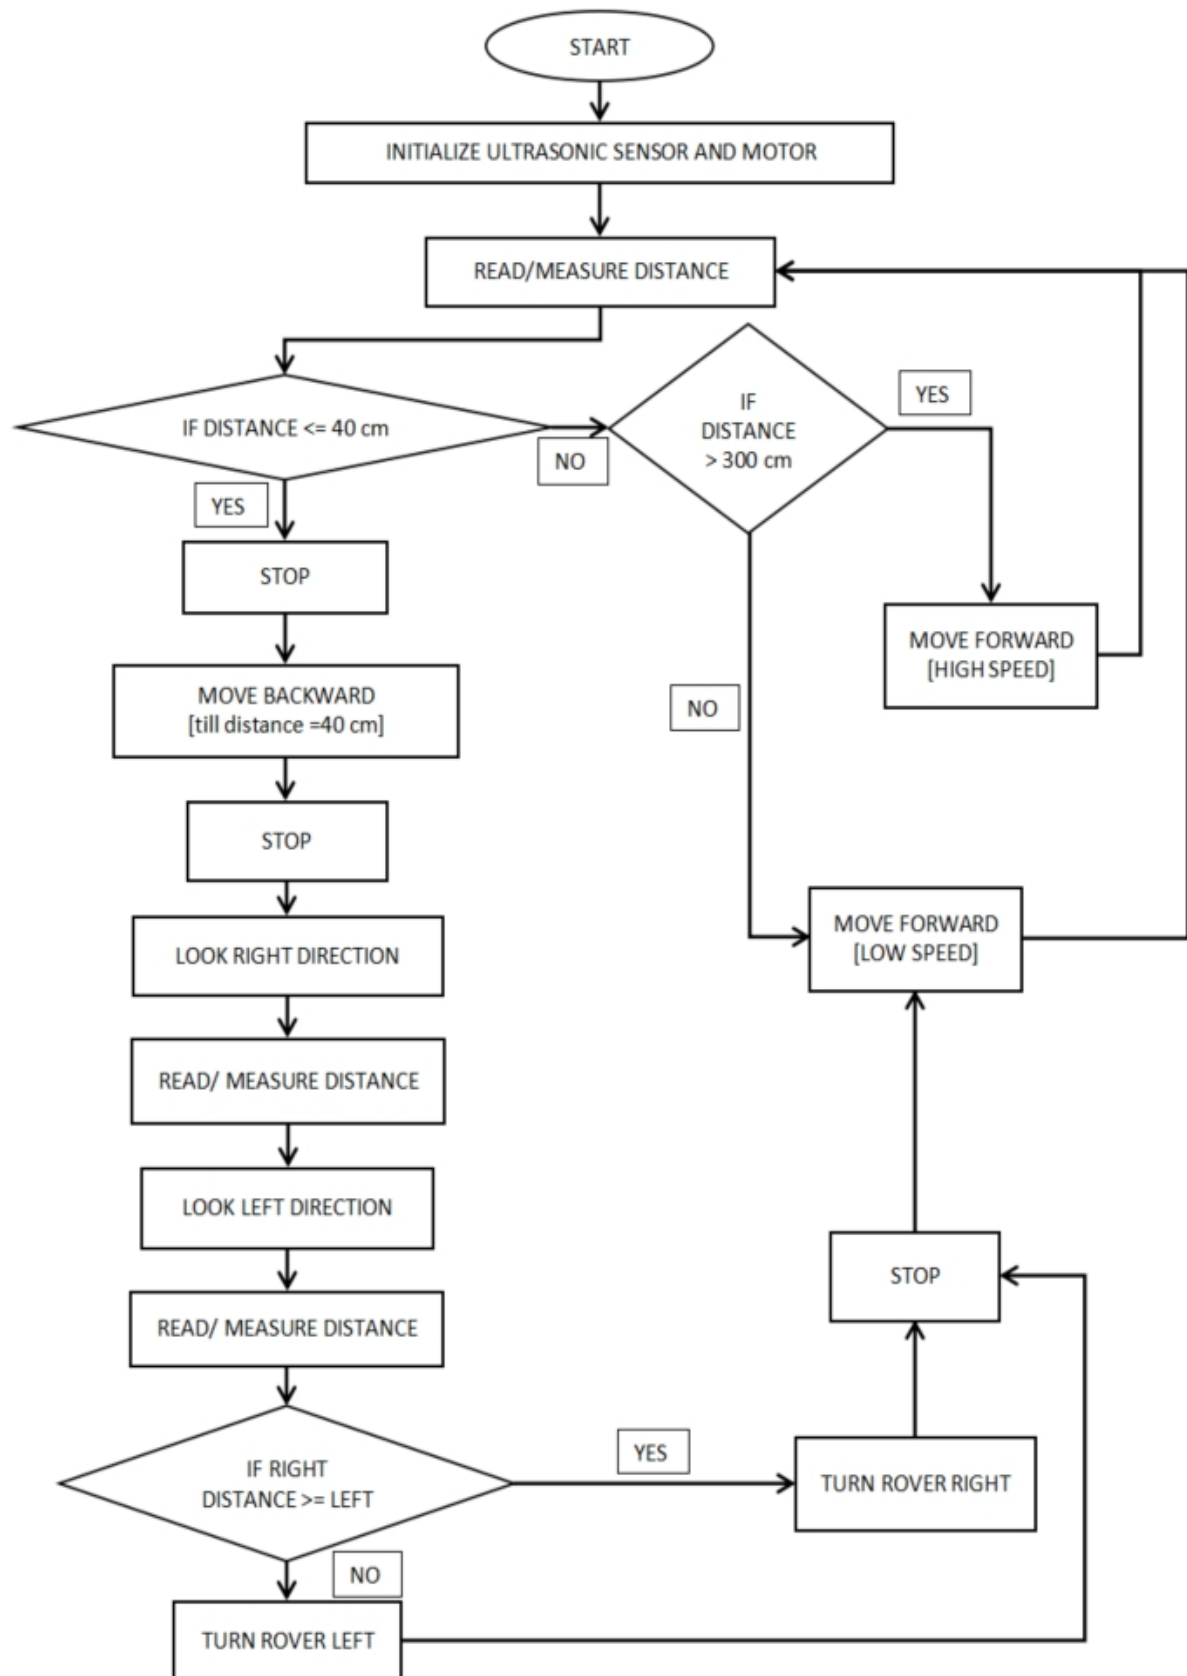 START
INITIALIZE ULTRASONIC SENSOR AND MOTOR
READ/MEASURE DISTANCE
IF DISTANCE <= 40 cm
NO
IF
DISTANCE
> 300 cm
YES
YES
STOP
MOVE FORWARD
[HIGH SPEED]
MOVE BACKWARD
[till distance =40 cm]
NO
STOP
LOOK RIGHT DIRECTION
MOVE FORWARD
[LOW SPEED]
READ/ MEASURE DISTANCE
LOOK LEFT DIRECTION
STOP
READ/ MEASURE DISTANCE
IF RIGHT
DISTANCE >= LEFT
YES
TURN ROVER RIGHT
NO
TURN ROVER LEFT